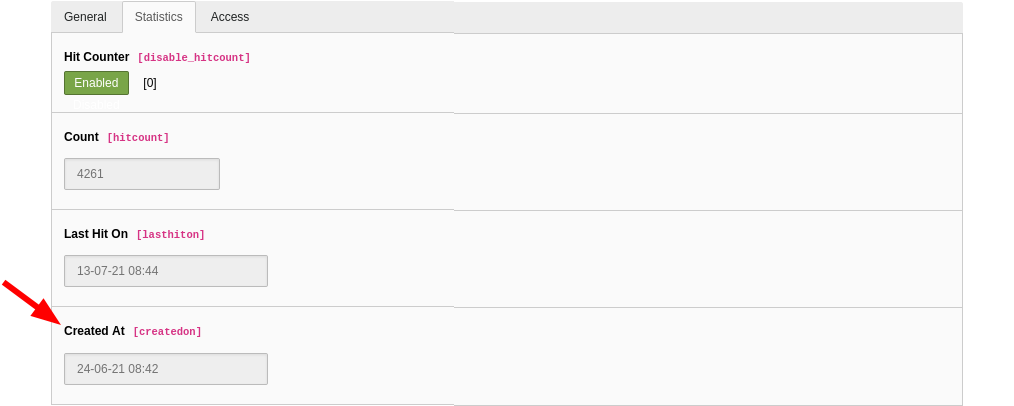 General Statistics Access
Hit Counter [disable_hitcount]
Enabled [0]
Count [hitcount]
4261
Last Hit On [lasthiton]
13-07-21 08:44
Created At [createdon]
24-06-21 08:42